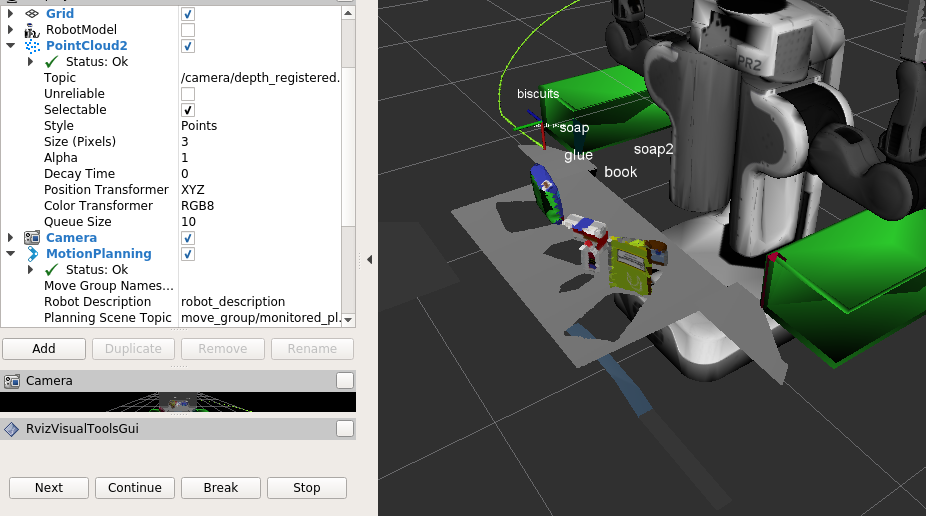 Grid
RobotModel
PointCloud2
Status: Ok
Topic /camera/depth_registered.
Unreliable
Selectable
Style Points
Size (Pixels) 3
Alpha 1
Decay Time 0
Position Transformer XYZ
Color Transformer RGB8
Queue Size 10
Camera
MotionPlanning
Status: Ok
Move Group Names...
Robot Description robot_description
Planning Scene Topic move_group/monitored_pl.
Add Duplicate Remove Rename
Camera
RvizVisualToolsGui
Next Continue Break Stop
PR2
biscuits
soap
glue
soap2
book